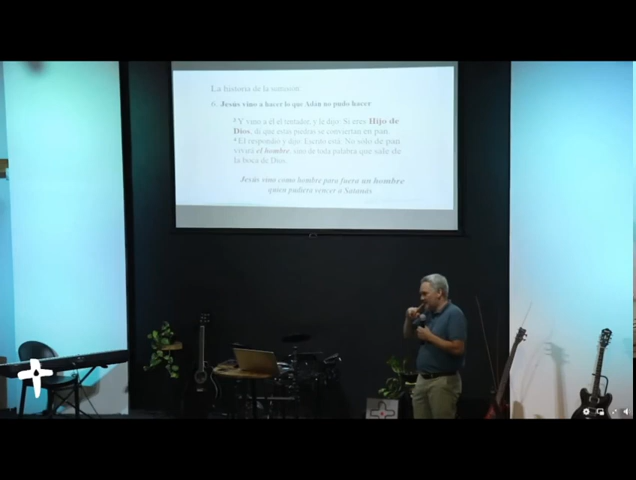 La historia de la sanación
6. Jesús vino a hacer lo que Adán no pudo hacer
³ Y vino a él el tentador, y le dijo: Si eres Hijo de
Dios, di que estas piedras se conviertan en pan.
⁴ El respondió y dijo: Escrito está: No sólo de pan
vivirá el hombre, sino de toda palabra que sale de
la boca de Dios.
Jesús vino como hombre para fuere un hombre
quien pudiera vencer a Satanás